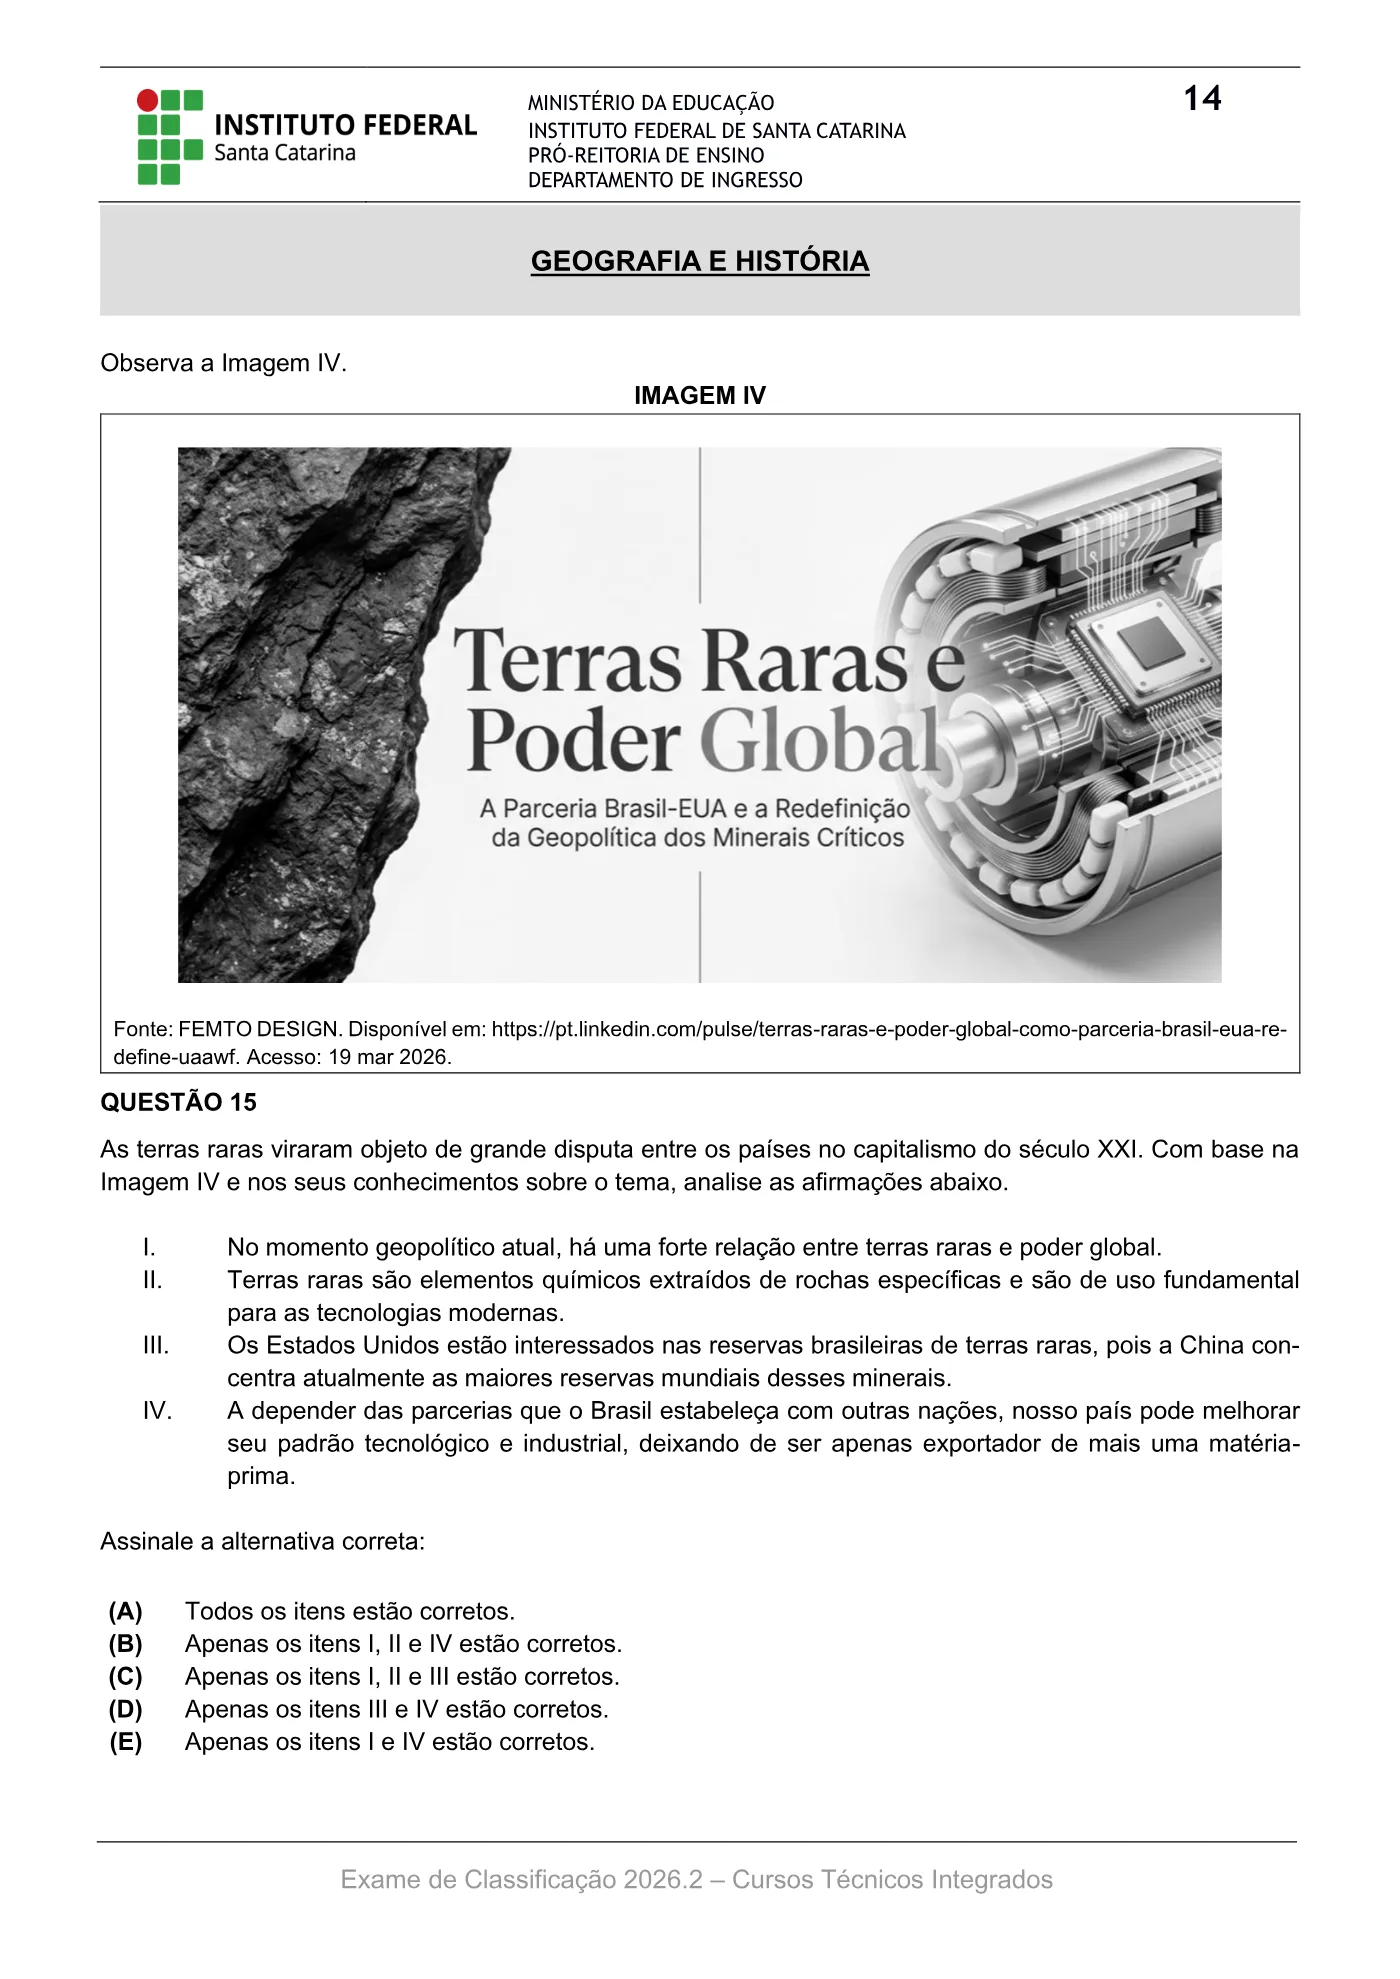 INSTITUTO FEDERAL
Santa Catarina
MINISTÉRIO DA EDUCAÇÃO
INSTITUTO FEDERAL DE SANTA CATARINA
PRÓ-REITORIA DE ENSINO
DEPARTAMENTO DE INGRESSO
14
GEOGRAFIA E HISTÓRIA
Observa a Imagem IV.
IMAGEM IV
Terras Raras e
Poder Global
A Parceria Brasil-EUA e a Redefinição
da Geopolítica dos Minerais Críticos
Fonte: FEMTO DESIGN. Disponível em: https://pt.linkedin.com/pulse/terras-raras-e-poder-global-como-parceria-brasil-eua-re-
define-uaawf. Acesso: 19 mar 2026.
QUESTÃO 15
As terras raras viraram objeto de grande disputa entre os países no capitalismo do século XXI. Com base na
Imagem IV e nos seus conhecimentos sobre o tema, analise as afirmações abaixo.
I. No momento geopolítico atual, há uma forte relação entre terras raras e poder global.
II. Terras raras são elementos químicos extraídos de rochas específicas e são de uso fundamental
para as tecnologias modernas.
III. Os Estados Unidos estão interessados nas reservas brasileiras de terras raras, pois a China con-
centra atualmente as maiores reservas mundiais desses minerais.
IV. A depender das parcerias que o Brasil estabeleça com outras nações, nosso país pode melhorar
seu padrão tecnológico e industrial, deixando de ser apenas exportador de mais uma matéria-
prima.
Assinale a alternativa correta:
(A) Todos os itens estão corretos.
(B) Apenas os itens I, II e IV estão corretos.
(C) Apenas os itens I, II e III estão corretos.
(D) Apenas os itens III e IV estão corretos.
(E) Apenas os itens I e IV estão corretos.
Exame de Classificação 2026.2 – Cursos Técnicos Integrados